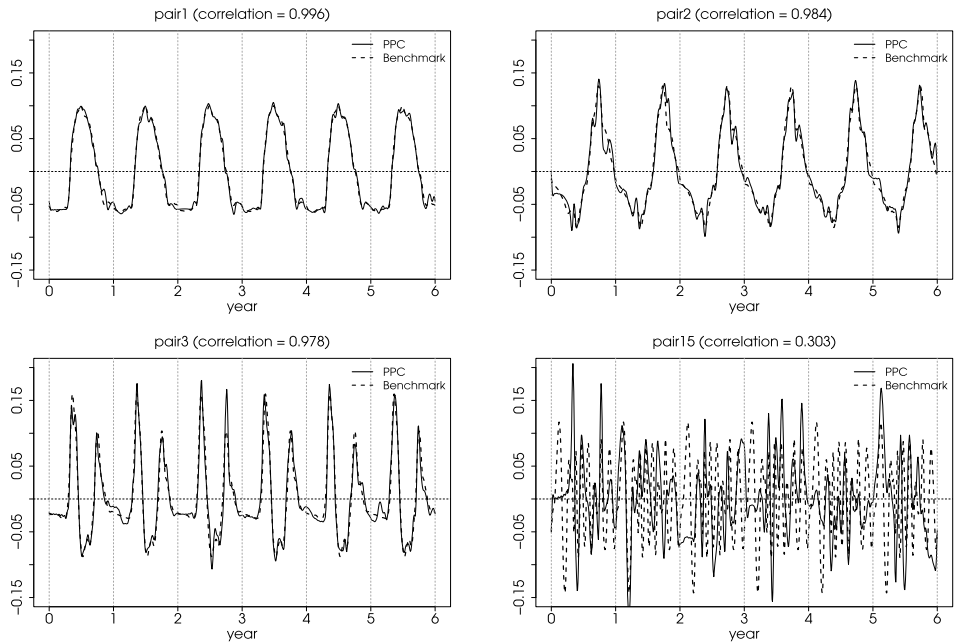 pair1 (correlation = 0.996)
PPC
Benchmark
0.15
0.05
−0.05
−0.15
0 1 2 3 4 5 6
year
pair2 (correlation = 0.984)
PPC
Benchmark
0.15
0.05
−0.05
−0.15
0 1 2 3 4 5 6
year
pair3 (correlation = 0.978)
PPC
Benchmark
0.15
0.05
−0.05
−0.15
0 1 2 3 4 5 6
year
pair15 (correlation = 0.303)
PPC
Benchmark
0.15
0.05
−0.05
−0.15
0 1 2 3 4 5 6
year